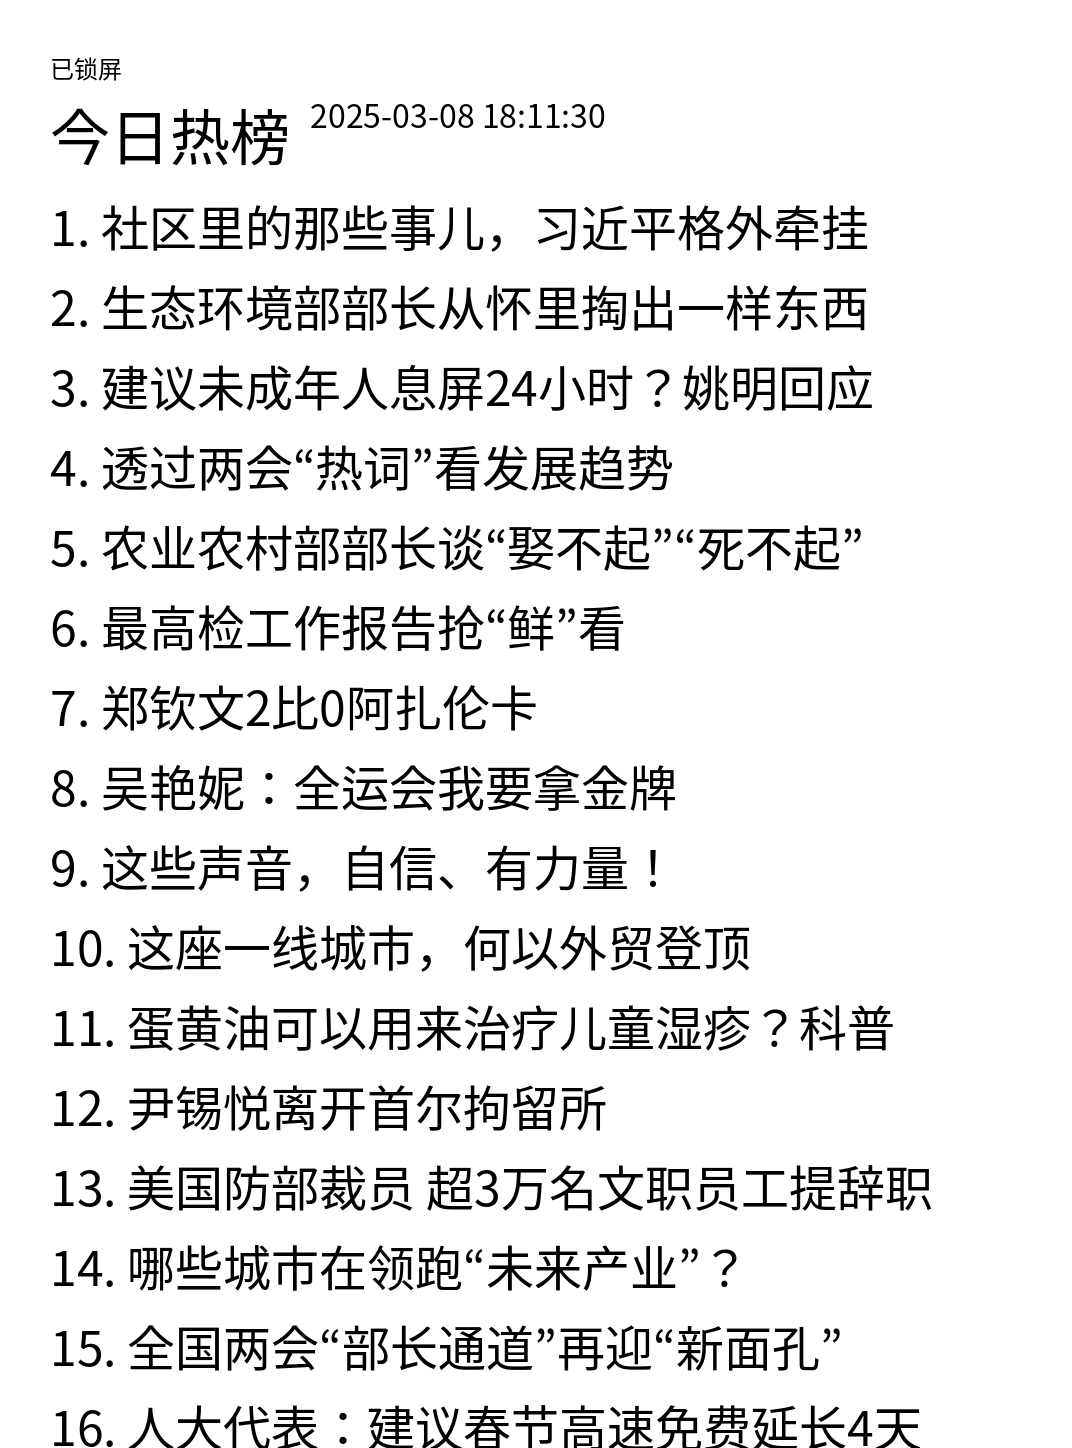 已锁屏
今日热榜 2025-03-08 18:11:30
1. 社区里的那些事儿，习近平格外牵挂
2. 生态环境部部长从怀里掏出一样东西
3. 建议未成年人息屏24小时？姚明回应
4. 透过两会“热词”看发展趋势
5. 农业农村部部长谈“娶不起”“死不起”
6. 最高检工作报告抢“鲜”看
7. 郑钦文2比0阿扎伦卡
8. 吴艳妮：全运会我要拿金牌
9. 这些声音，自信、有力量！
10. 这座一线城市，何以外贸登顶
11. 蛋黄油可以用来治疗儿童湿疹？科普
12. 尹锡悦离开首尔拘留所
13. 美国防部裁员 超3万名文职员工提辞职
14. 哪些城市在领跑“未来产业”？
15. 全国两会“部长通道”再迎“新面孔”
16. 人大代表：建议春节高速免费延长4天